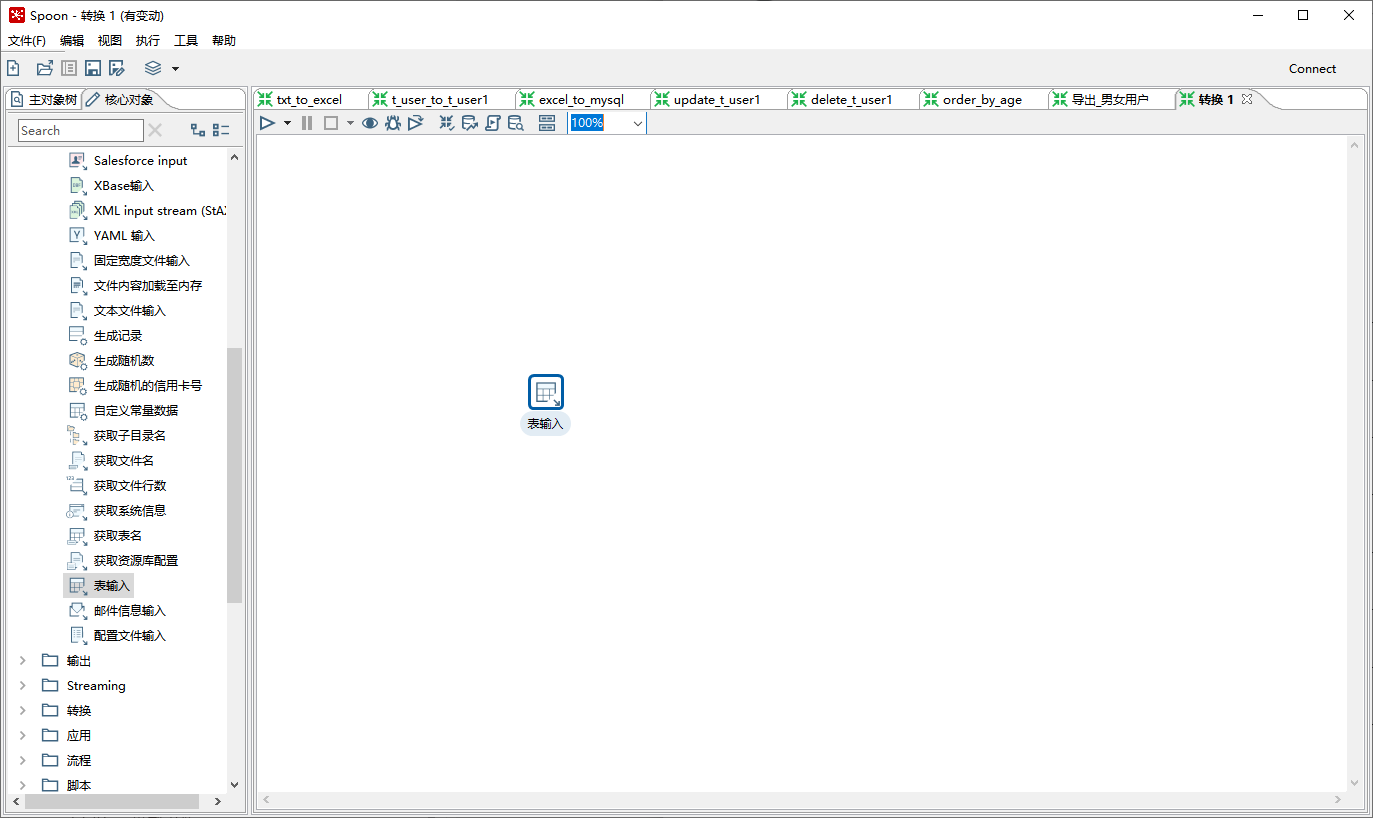 Spoon - 转换 1 (有变动)
文件(F) 编辑 视图 执行 工具 帮助
Connect
主对象树 核心对象
txt_to_excel t_user_to_t_user1 excel_to_mysql update_t_user1 delete_t_user1 order_by_age 导出_男女用户 转换 1
Search
100%
Salesforce input
XBase输入
XML input stream (StAX
YAML 输入
固定宽度文件输入
文件内容加载至内存
文本文件输入
生成记录
生成随机数
生成随机的信用卡号
自定义常量数据
获取子目录名
获取文件名
获取文件行数
获取系统信息
获取表名
获取资源库配置
表输入
邮件信息输入
配置文件输入
输出
Streaming
转换
应用
流程
脚本
表输入